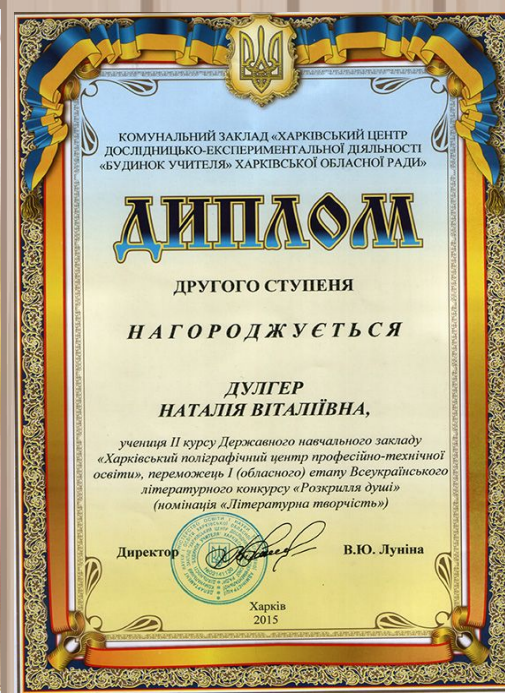 КОМУНАЛЬНИЙ ЗАКЛАД «ХАРКІВСЬКИЙ ЦЕНТР
ДОСЛІДНИЦЬКО-ЕКСПЕРИМЕНТАЛЬНОЇ ДІЯЛЬНОСТІ
«БУДИНОК УЧИТЕЛЯ» ХАРКІВСЬКОЇ ОБЛАСНОЇ РАДИ»
ДИПЛОМ
ДРУГОГО СТУПЕНЯ
НАГОРОДЖУЄТЬСЯ
ДУЛГЕР
НАТАЛІЯ ВІТАЛІЇВНА,
учениця ІІ курсу Державного навчального закладу
«Харківський поліграфічний центр професійно-технічної
освіти», переможець І (обласного) етапу Всеукраїнського
літературного конкурсу «Розкрилля душі»
(номінація «Літературна творчість»)
Директор В.Ю. Луніна
Харків
2015